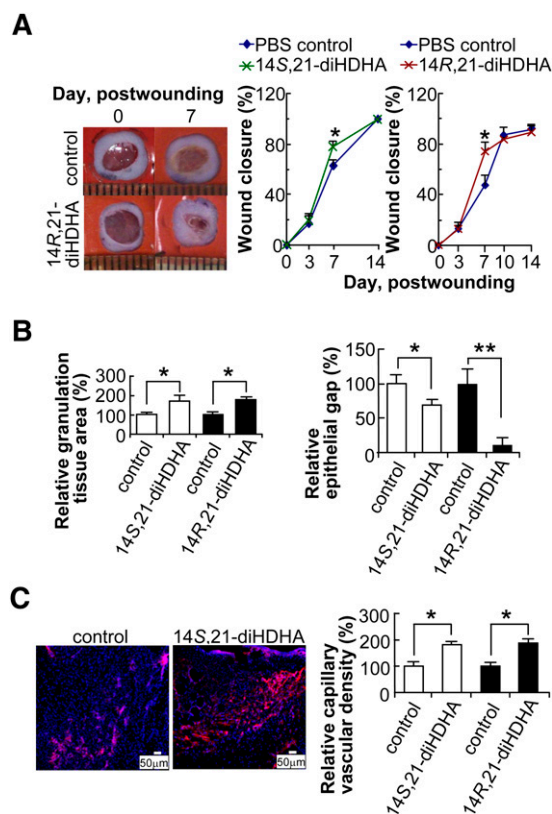 A
PBS control
14S,21-diHDHA
PBS control
14R,21-diHDHA
Day, postwounding
0 7
control
14R,21-
diHDHA
Wound closure (%)
120
80
40
0
*
0 3 7 14
Wound closure (%)
120
80
40
0
*
0 3 7 10 14
Day, postwounding
B
Relative granulation
tissue area (%)
300
200
100
0
* *
control
14S,21-diHDHA
control
14R,21-diHDHA
Relative
epithelial gap (%)
150
100
50
0
* **
control
14S,21-diHDHA
control
14R,21-diHDHA
C
control
14S,21-diHDHA
50μm
50μm
Relative capillary
vascular density (%)
300
200
100
0
* *
control
14S,21-diHDHA
control
14R,21-diHDHA